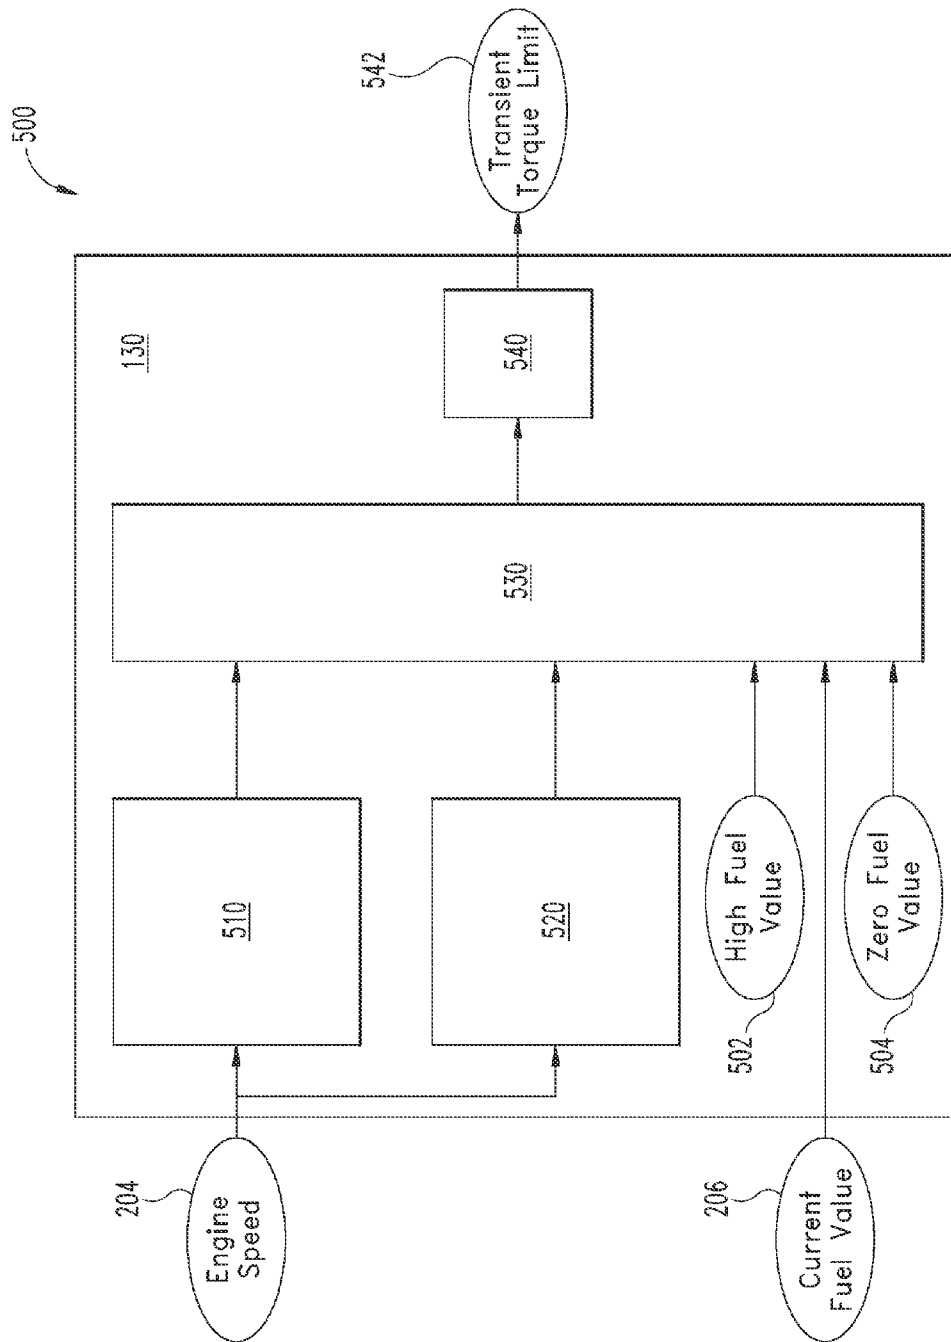 500
204
Engine
Speed
130
510
520
530
540
542
Transient
Torque Limit
502
High Fuel
Value
206
Current
Fuel Value
504
Zero Fuel
Value